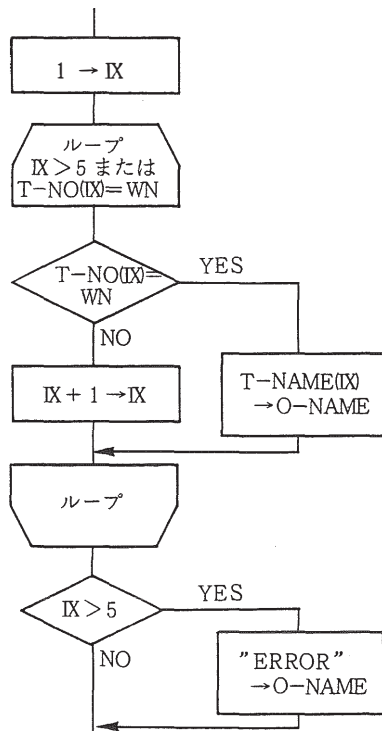 1 → IX
ループ
IX > 5 または
T-NO(IX)=WN
T-NO(IX)=
WN
YES
NO
IX + 1 → IX
T-NAME(IX)
→O-NAME
ループ
IX > 5
YES
NO
"ERROR"
→O-NAME